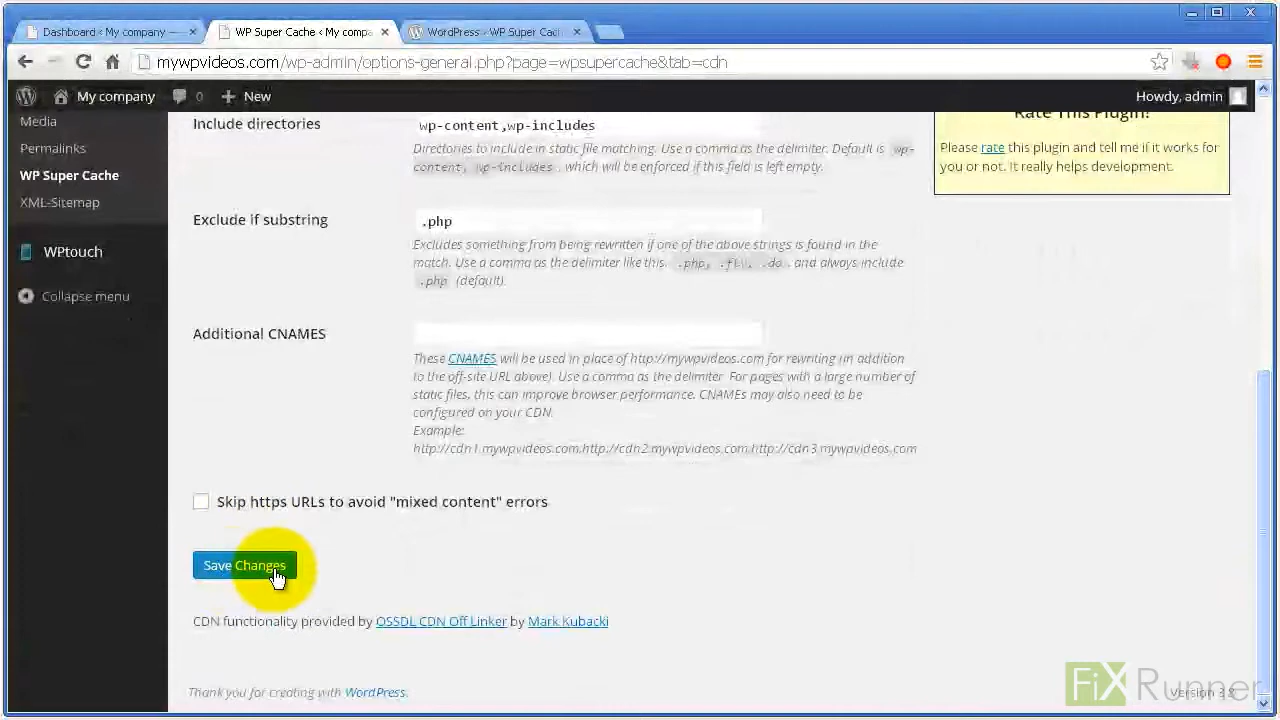 Dashboard ‹ My company —
WP Super Cache ‹ My compa
WordPress › WP Super Cach
mywpvideos.com/wp-admin/options-general.php?page=wpsupercache&tab=cdn
My company
0
New
Howdy, admin
Media
Permalinks
WP Super Cache
XML-Sitemap
WPtouch
Collapse menu
Include directories
wp-content,wp-includes
Directories to include in static file matching. Use a comma as the delimiter. Default is wp-
content, wp-includes, which will be enforced if this field is left empty.
Exclude if substring
.php
Excludes something from being rewritten if one of the above strings is found in the
match. Use a comma as the delimiter like this, .php, .flv, .do, and always include
.php (default).
Additional CNAMES
These CNAMES will be used in place of http://mywpvideos.com for rewriting (in addition
to the off-site URL above). Use a comma as the delimiter. For pages with a large number of
static files, this can improve browser performance. CNAMEs may also need to be
configured on your CDN.
Example:
http://cdn1.mywpvideos.com,http://cdn2.mywpvideos.com,http://cdn3.mywpvideos.com
Skip https URLs to avoid "mixed content" errors
Save Changes
CDN functionality provided by OSSDL CDN Off Linker by Mark Kubacki
Rate This Plugin!
Please rate this plugin and tell me if it works for
you or not. It really helps development.
Thank you for creating with WordPress.
FiX Runner
Version